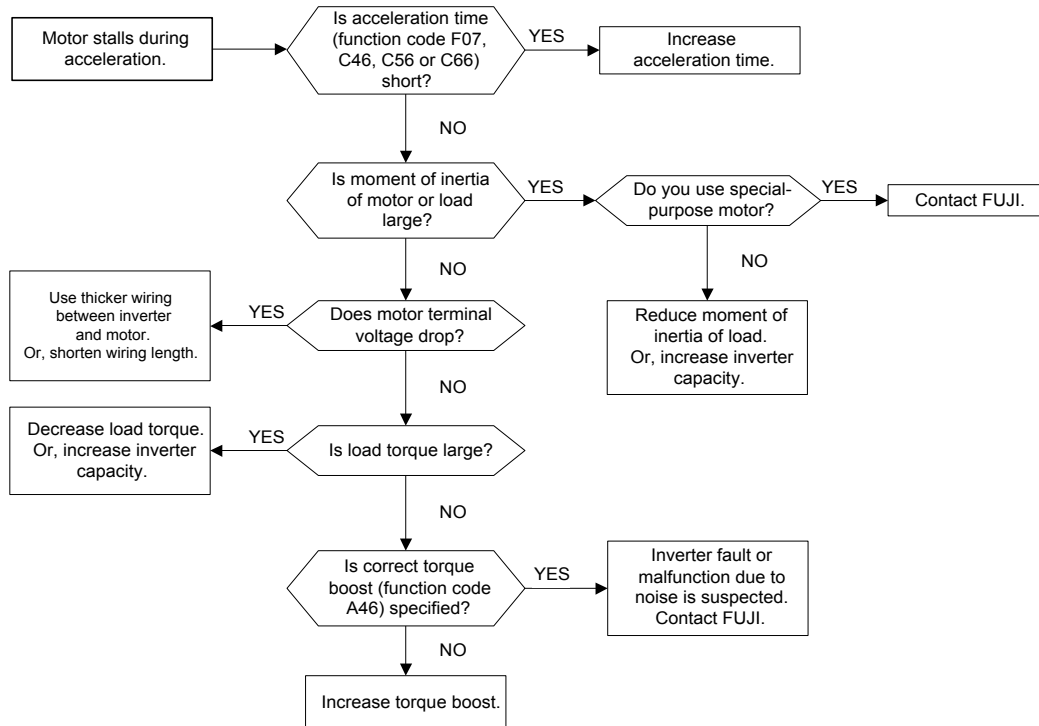 Motor stalls during
acceleration.
Is acceleration time
(function code F07,
C46, C56 or C66)
short?
YES
Increase
acceleration time.
NO
Is moment of inertia
of motor or load
large?
YES
Do you use special-
purpose motor?
YES
Contact FUJI.
NO
NO
Reduce moment of
inertia of load.
Or, increase inverter
capacity.
Does motor terminal
voltage drop?
YES
Use thicker wiring
between inverter
and motor.
Or, shorten wiring length.
NO
Is load torque large?
YES
Decrease load torque.
Or, increase inverter
capacity.
NO
Is correct torque
boost (function code
A46) specified?
YES
Inverter fault or
malfunction due to
noise is suspected.
Contact FUJI.
NO
Increase torque boost.